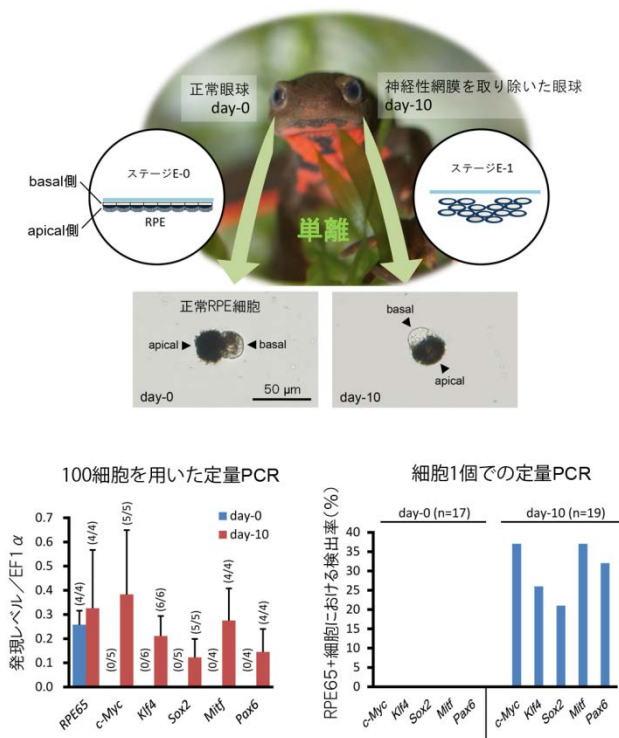 正常眼球
day-0
神経性網膜を取り除いた眼球
day-10
ステージE-0
basal側
apical側
RPE
ステージE-1
単離
正常RPE細胞
apical
basal
day-0
50 µm
basal
apical
day-10
100細胞を用いた定量PCR
発現レベル／EF1α
0.7
0.6
0.5
0.4
0.3
0.2
0.1
0.0
day-0
day-10
(4/4)
(4/4)
(0/5)
(5/5)
(0/6)
(6/6)
(0/5)
(5/5)
(0/4)
(4/4)
(0/4)
(4/4)
RPE65
c-Myc
Klf4
Sox2
Mitf
Pax6
細胞1個での定量PCR
RPE65+細胞における検出率(%)
day-0 (n=17)
day-10 (n=19)
40
35
30
25
20
15
10
5
0
c-Myc
Klf4
Sox2
Mitf
Pax6
c-Myc
Klf4
Sox2
Mitf
Pax6